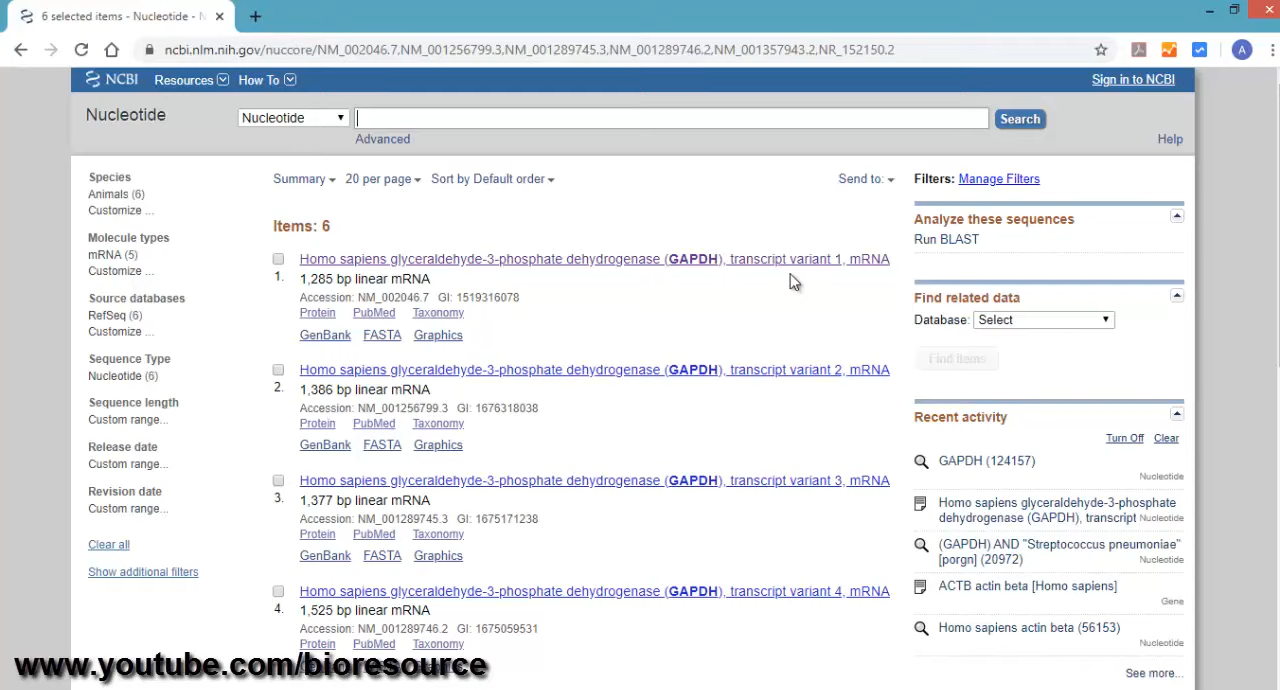 6 selected items - Nucleotide - N
ncbi.nlm.nih.gov/nuccore/NM_002046.7,NM_001256799.3,NM_001289745.3,NM_001289746.2,NM_001357943.2,NR_152150.2
A
NCBI Resources How To Sign in to NCBI
Nucleotide Nucleotide Search
Advanced Help
Species
Animals (6)
Customize ...
Molecule types
mRNA (5)
Customize ...
Source databases
RefSeq (6)
Customize ...
Sequence Type
Nucleotide (6)
Sequence length
Custom range...
Release date
Custom range...
Revision date
Custom range...
Clear all
Show additional filters
Summary 20 per page Sort by Default order Send to:
Items: 6
Homo sapiens glyceraldehyde-3-phosphate dehydrogenase (GAPDH), transcript variant 1, mRNA
1. 1,285 bp linear mRNA
Accession: NM_002046.7 GI: 1519316078
Protein PubMed Taxonomy
GenBank FASTA Graphics
Homo sapiens glyceraldehyde-3-phosphate dehydrogenase (GAPDH), transcript variant 2, mRNA
2. 1,386 bp linear mRNA
Accession: NM_001256799.3 GI: 1676318038
Protein PubMed Taxonomy
GenBank FASTA Graphics
Homo sapiens glyceraldehyde-3-phosphate dehydrogenase (GAPDH), transcript variant 3, mRNA
3. 1,377 bp linear mRNA
Accession: NM_001289745.3 GI: 1675171238
Protein PubMed Taxonomy
GenBank FASTA Graphics
Homo sapiens glyceraldehyde-3-phosphate dehydrogenase (GAPDH), transcript variant 4, mRNA
4. 1,525 bp linear mRNA
Accession: NM_001289746.2 GI: 1675059531
Protein PubMed Taxonomy
Filters: Manage Filters
Analyze these sequences
Run BLAST
Find related data
Database: Select
Find items
Recent activity
Turn Off Clear
GAPDH (124157)
Nucleotide
Homo sapiens glyceraldehyde-3-phosphate
dehydrogenase (GAPDH), transcript Nucleotide
(GAPDH) AND "Streptococcus pneumoniae"
[porgn] (20972) Nucleotide
ACTB actin beta [Homo sapiens]
Gene
Homo sapiens actin beta (56153)
Nucleotide
See more...
www.youtube.com/bioresource